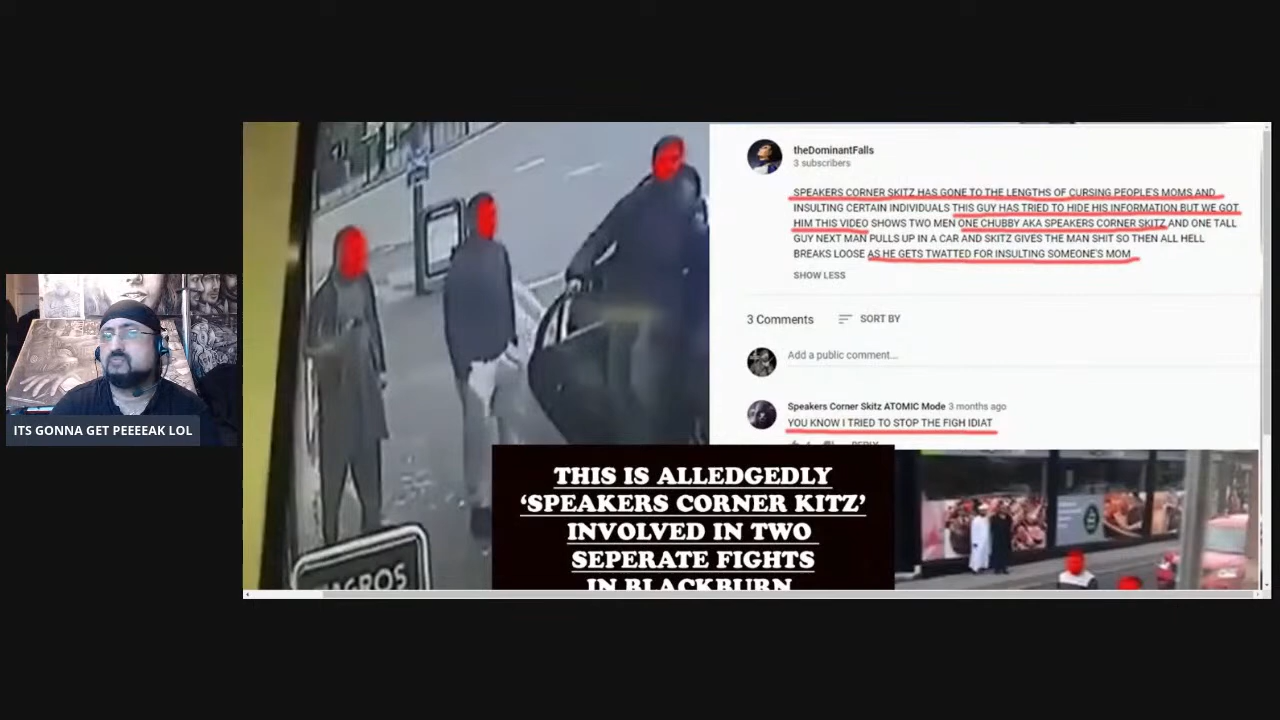 theDominantFalls
3 subscribers
SPEAKERS CORNER SKITZ HAS GONE TO THE LENGTHS OF CURSING PEOPLE'S MOMS AND
INSULTING CERTAIN INDIVIDUALS THIS GUY HAS TRIED TO HIDE HIS INFORMATION BUT WE GOT
HIM THIS VIDEO SHOWS TWO MEN ONE CHUBBY AKA SPEAKERS CORNER SKITZ AND ONE TALL
GUY NEXT MAN PULLS UP IN A CAR AND SKITZ GIVES THE MAN SHIT SO THEN ALL HELL
BREAKS LOOSE AS HE GETS TWATTED FOR INSULTING SOMEONE'S MOM
SHOW LESS
3 Comments
SORT BY
Add a public comment...
Speakers Corner Skitz ATOMIC Mode 3 months ago
YOU KNOW I TRIED TO STOP THE FIGH IDIAT
REPLY
ITS GONNA GET PEEEEAK LOL
THIS IS ALLEDGEDLY
‘SPEAKERS CORNER KITZ’
INVOLVED IN TWO
SEPERATE FIGHTS
IN BLACKBURN
AGROS